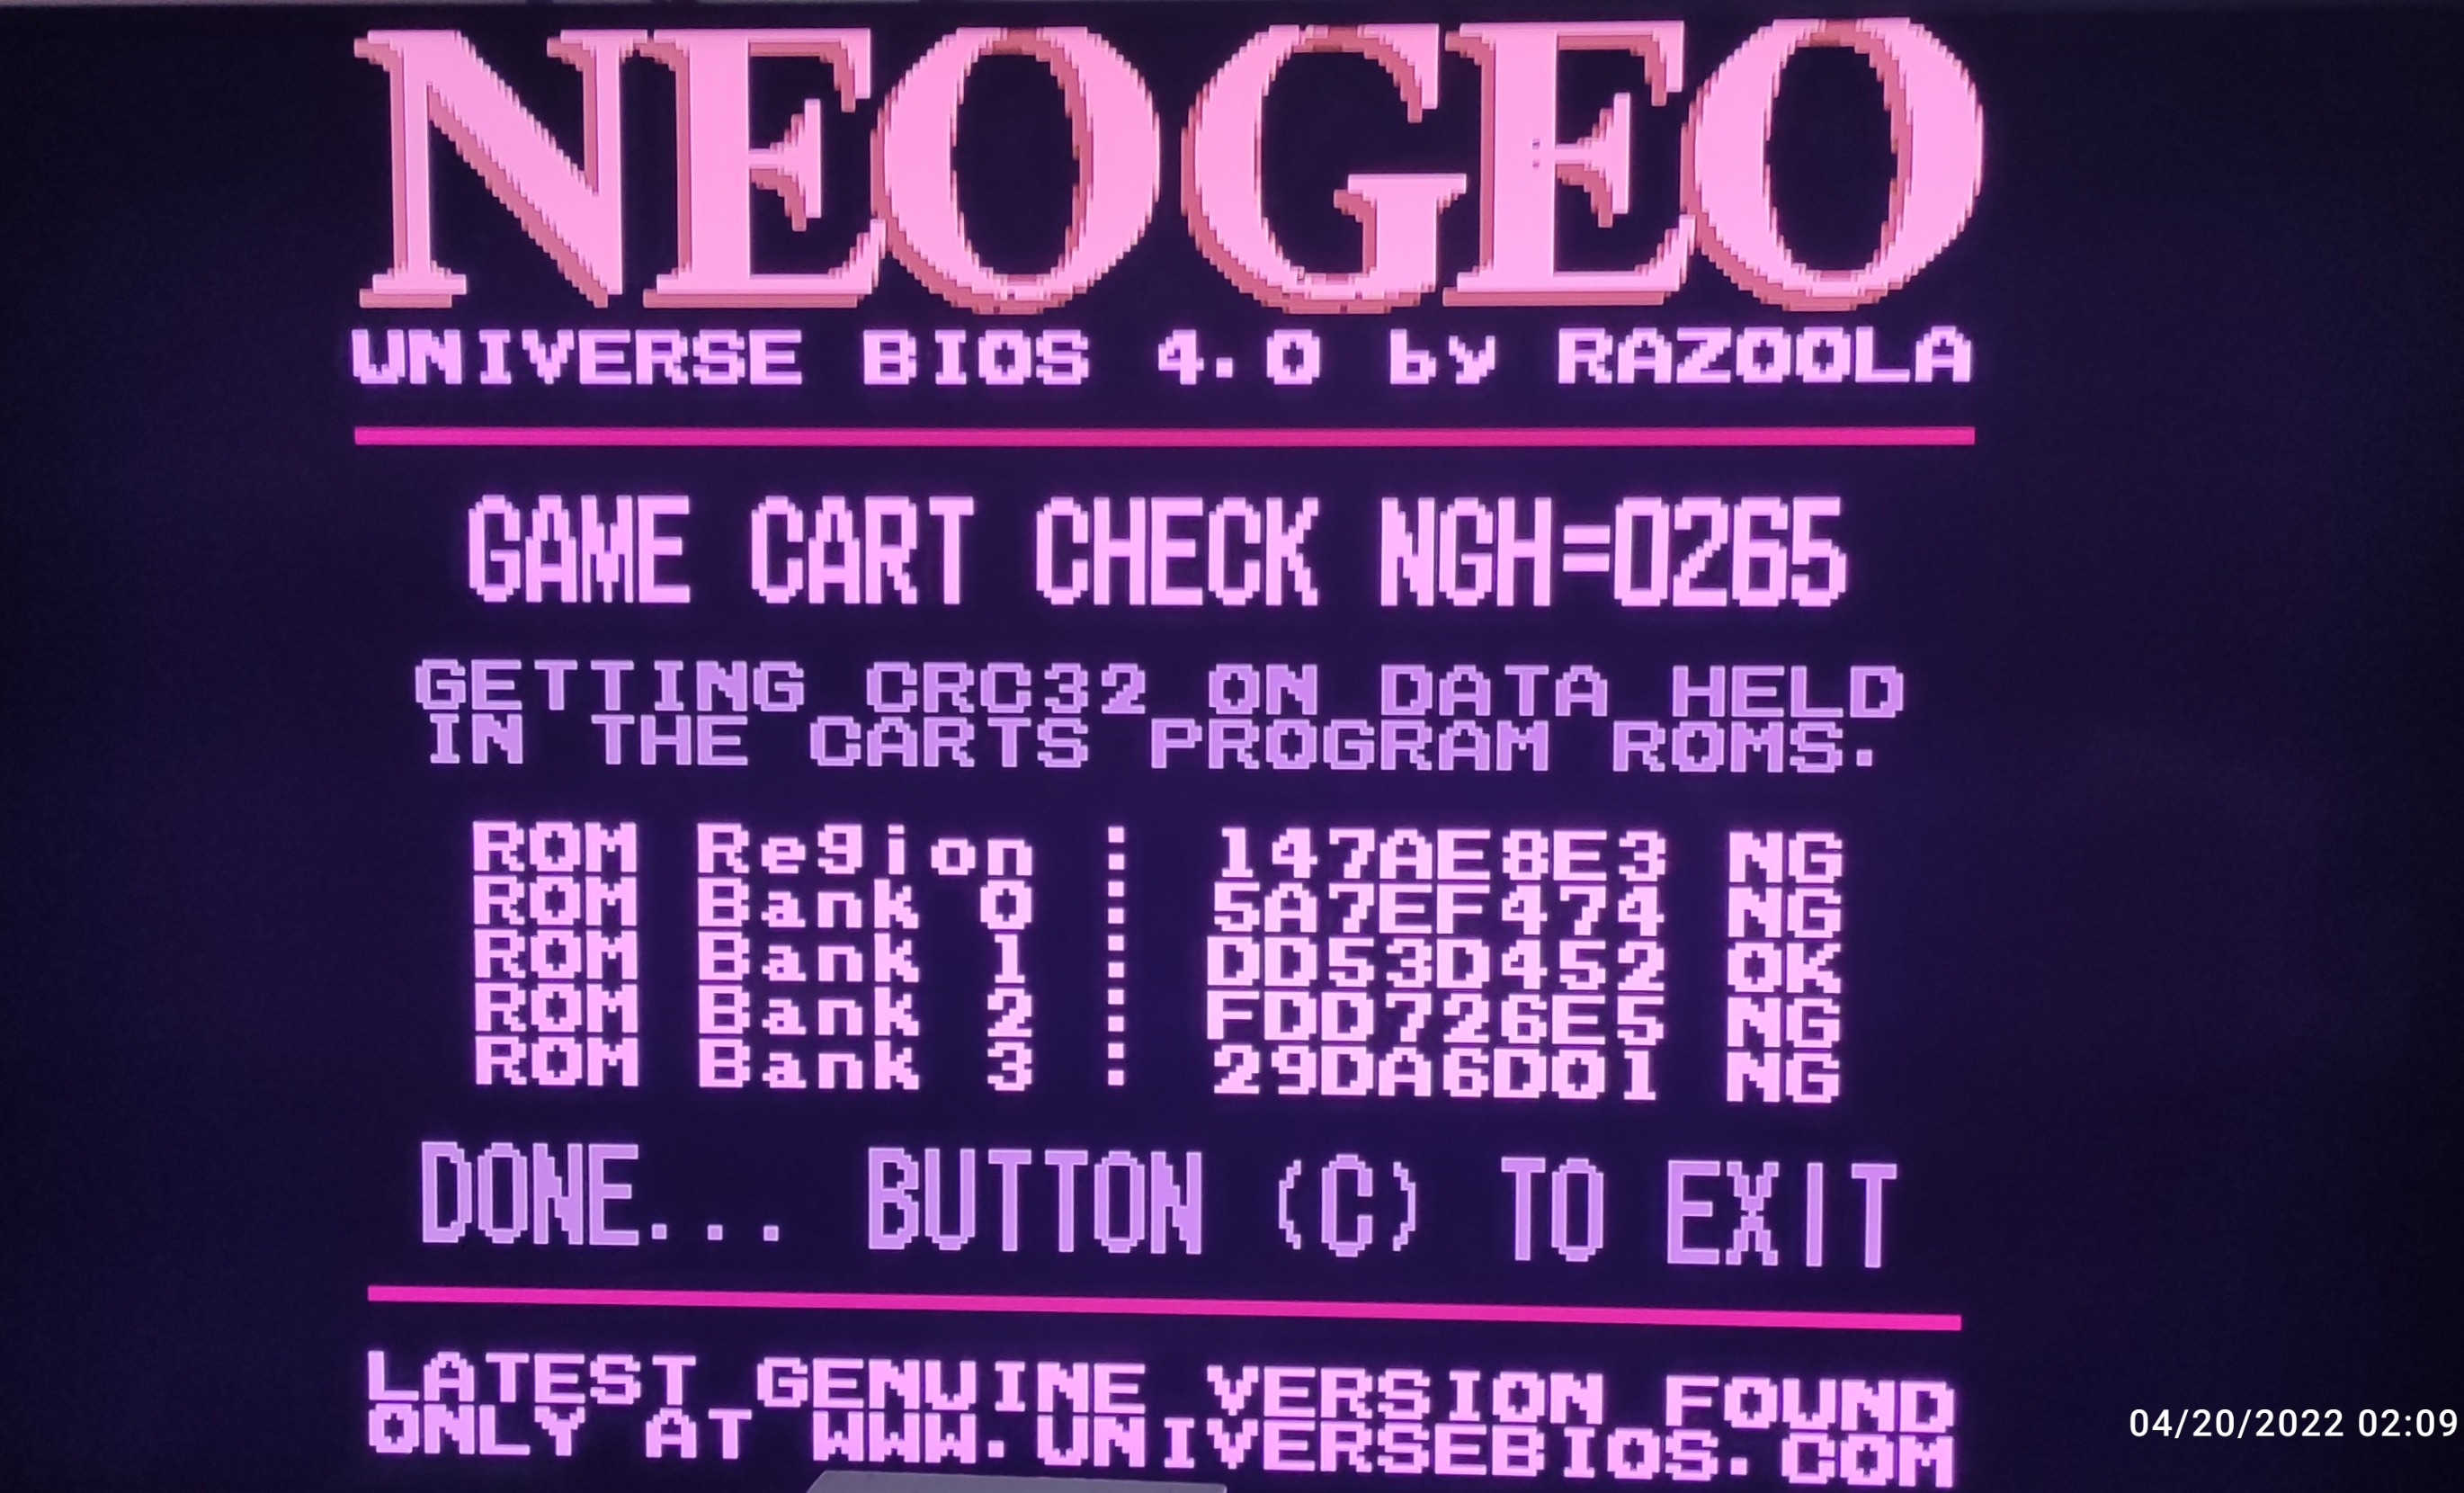 NEOGEO
UNIVERSE BIOS 4.0 by RAZOOLA
GAME CART CHECK NGH=0265
GETTING CRC32 ON DATA HELD
IN THE CARTS PROGRAM ROMS.
ROM Region : 147AE8E3 NG
ROM Bank 0 : 5A7EF474 NG
ROM Bank 1 : DD53D452 OK
ROM Bank 2 : FDD726E5 NG
ROM Bank 3 : 29DA6D01 NG
DONE... BUTTON (C) TO EXIT
LATEST GENUINE VERSION FOUND
ONLY AT WWW.UNIVERSEBIOS.COM
04/20/2022 02:09